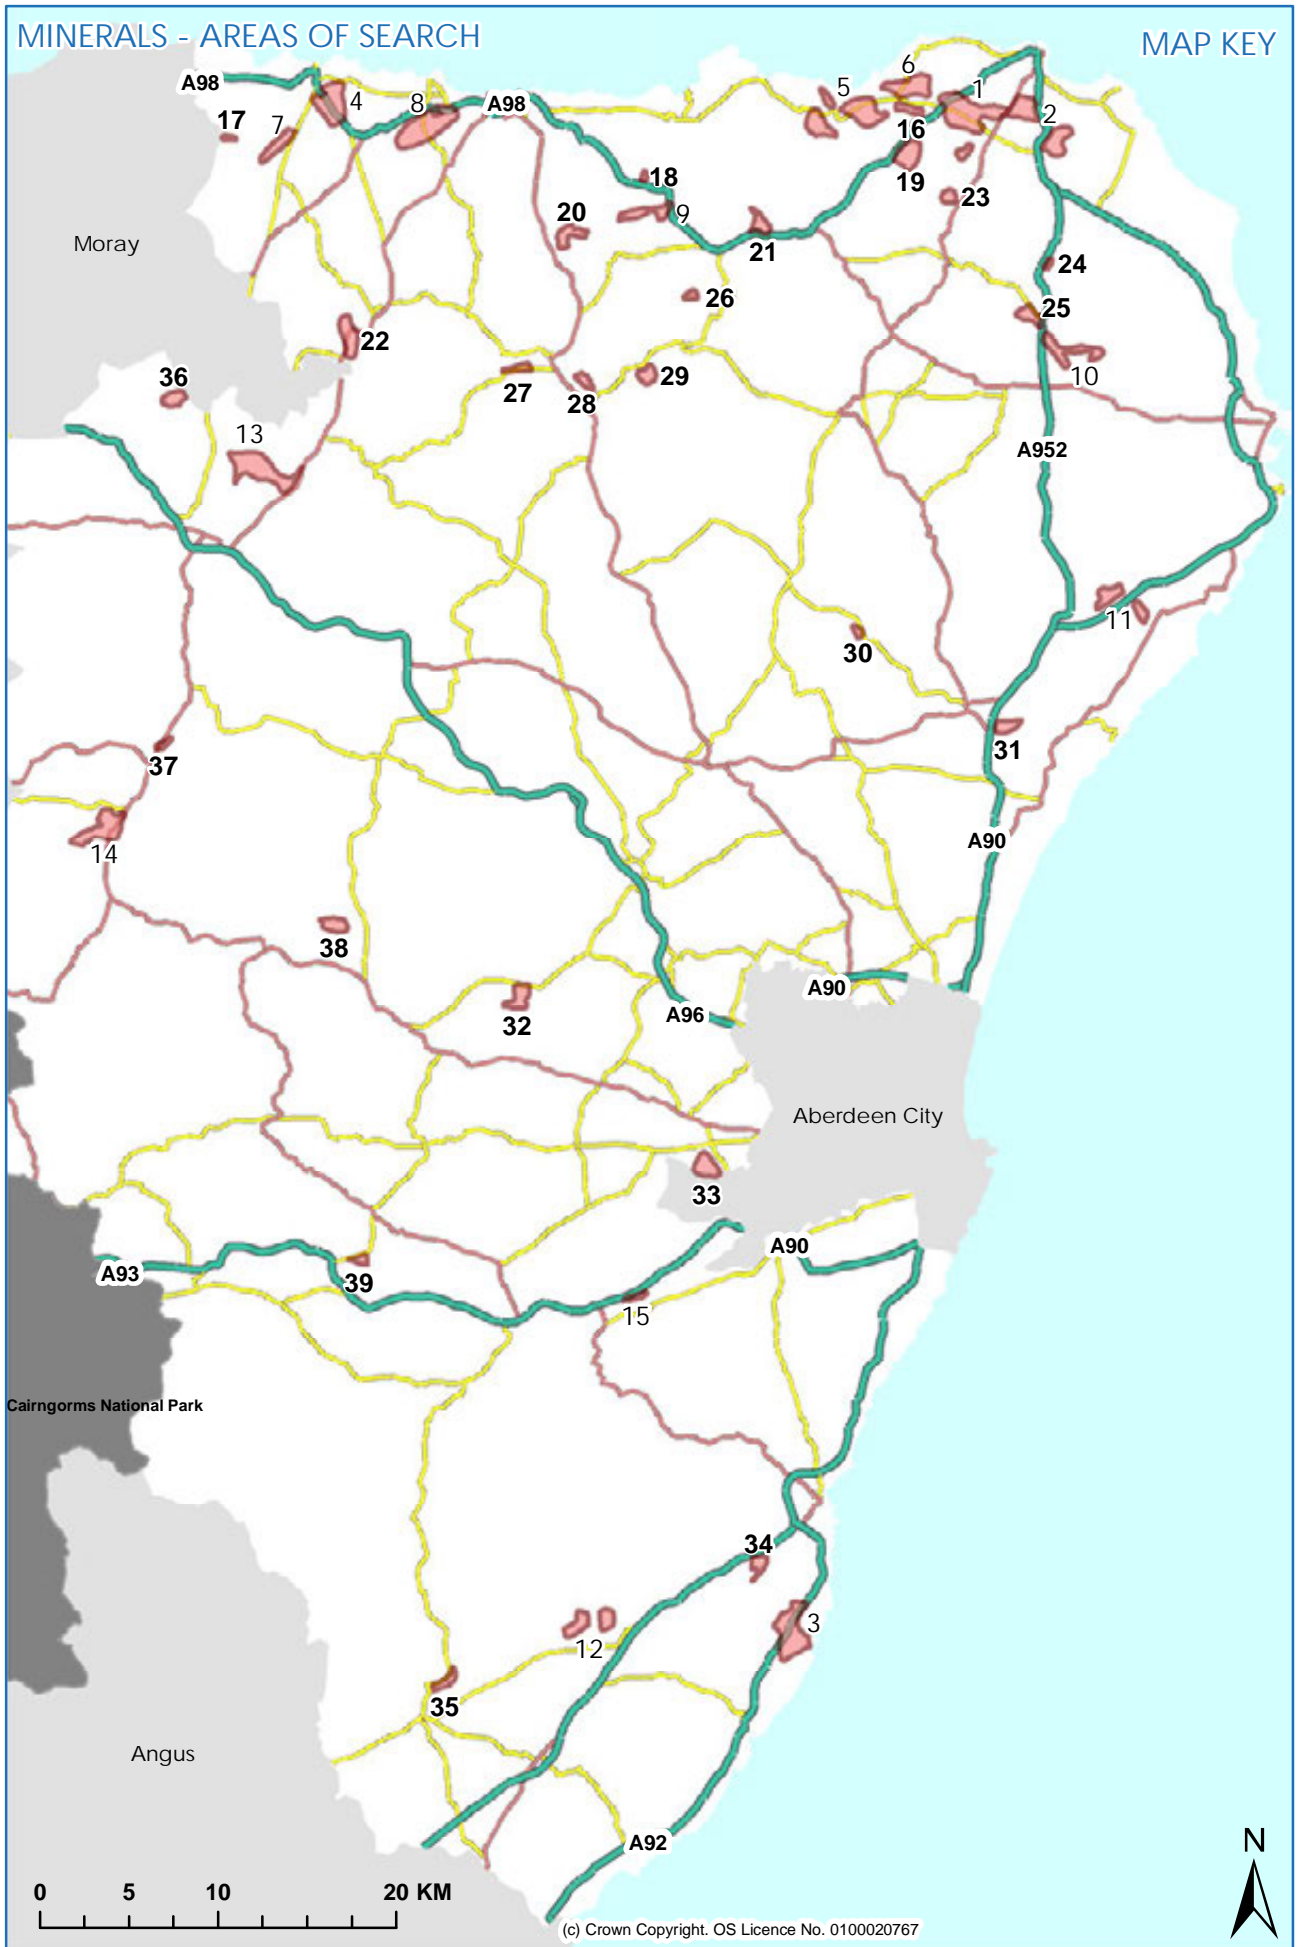 MINERALS - AREAS OF SEARCH
MAP KEY
A98
4
8
A98
17
7
5
6
1
2
16
19
23
18
9
20
21
24
Moray
26
25
22
10
36
27
28
29
13
A952
11
30
31
37
A90
14
38
32
A90
A96
Aberdeen City
33
A90
A93
39
15
Cairngorms National Park
34
3
12
35
Angus
A92
N
0 5 10 20 KM
(c) Crown Copyright. OS Licence No. 0100020767